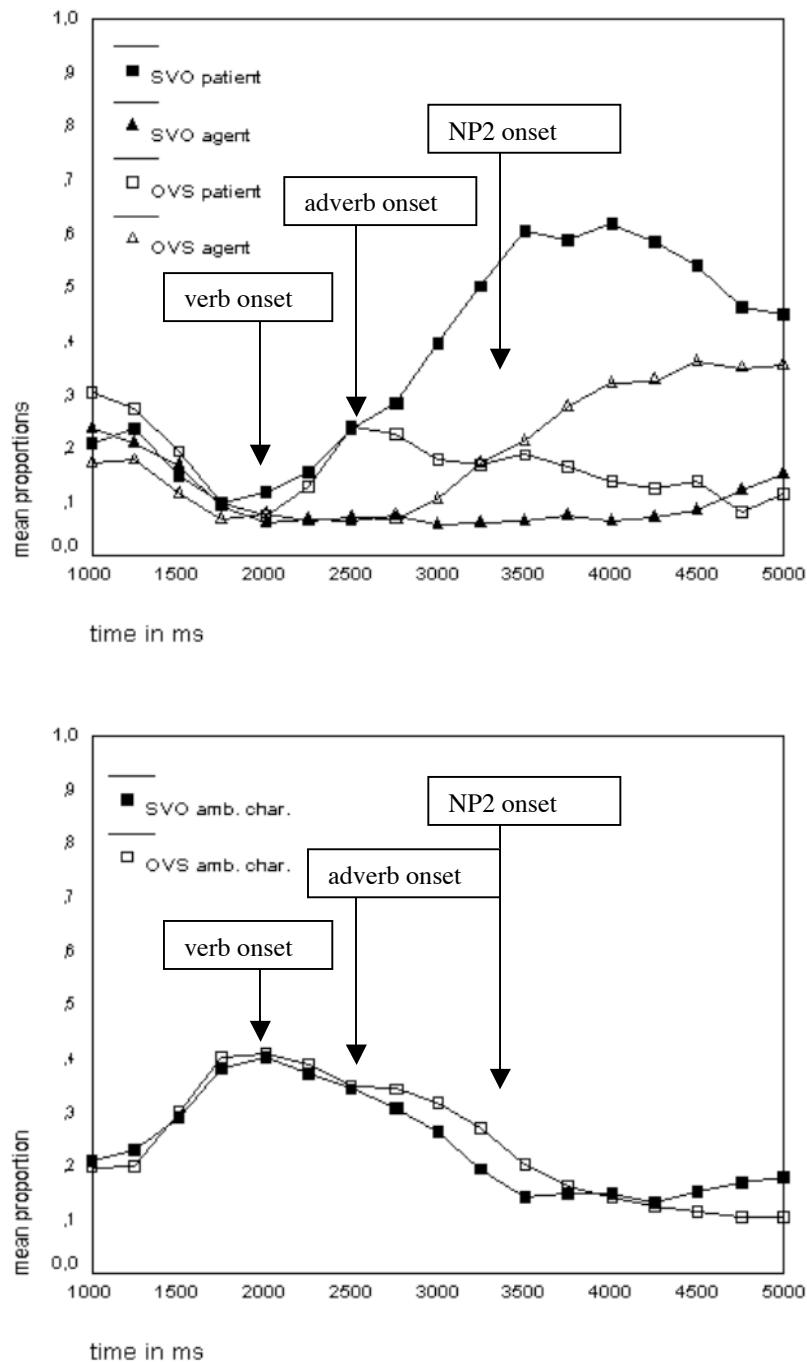 1,0
,9
,8
,7
,6
,5
,4
,3
,2
,1
0,0
mean proportions
SVO patient
SVO agent
OVS patient
OVS agent
NP2 onset
adverb onset
verb onset
1000 1500 2000 2500 3000 3500 4000 4500 5000
time in ms
1,0
,9
,8
,7
,6
,5
,4
,3
,2
,1
0,0
mean proportion
SVO amb. char.
OVS amb. char.
NP2 onset
adverb onset
verb onset
1000 1500 2000 2500 3000 3500 4000 4500 5000
time in ms